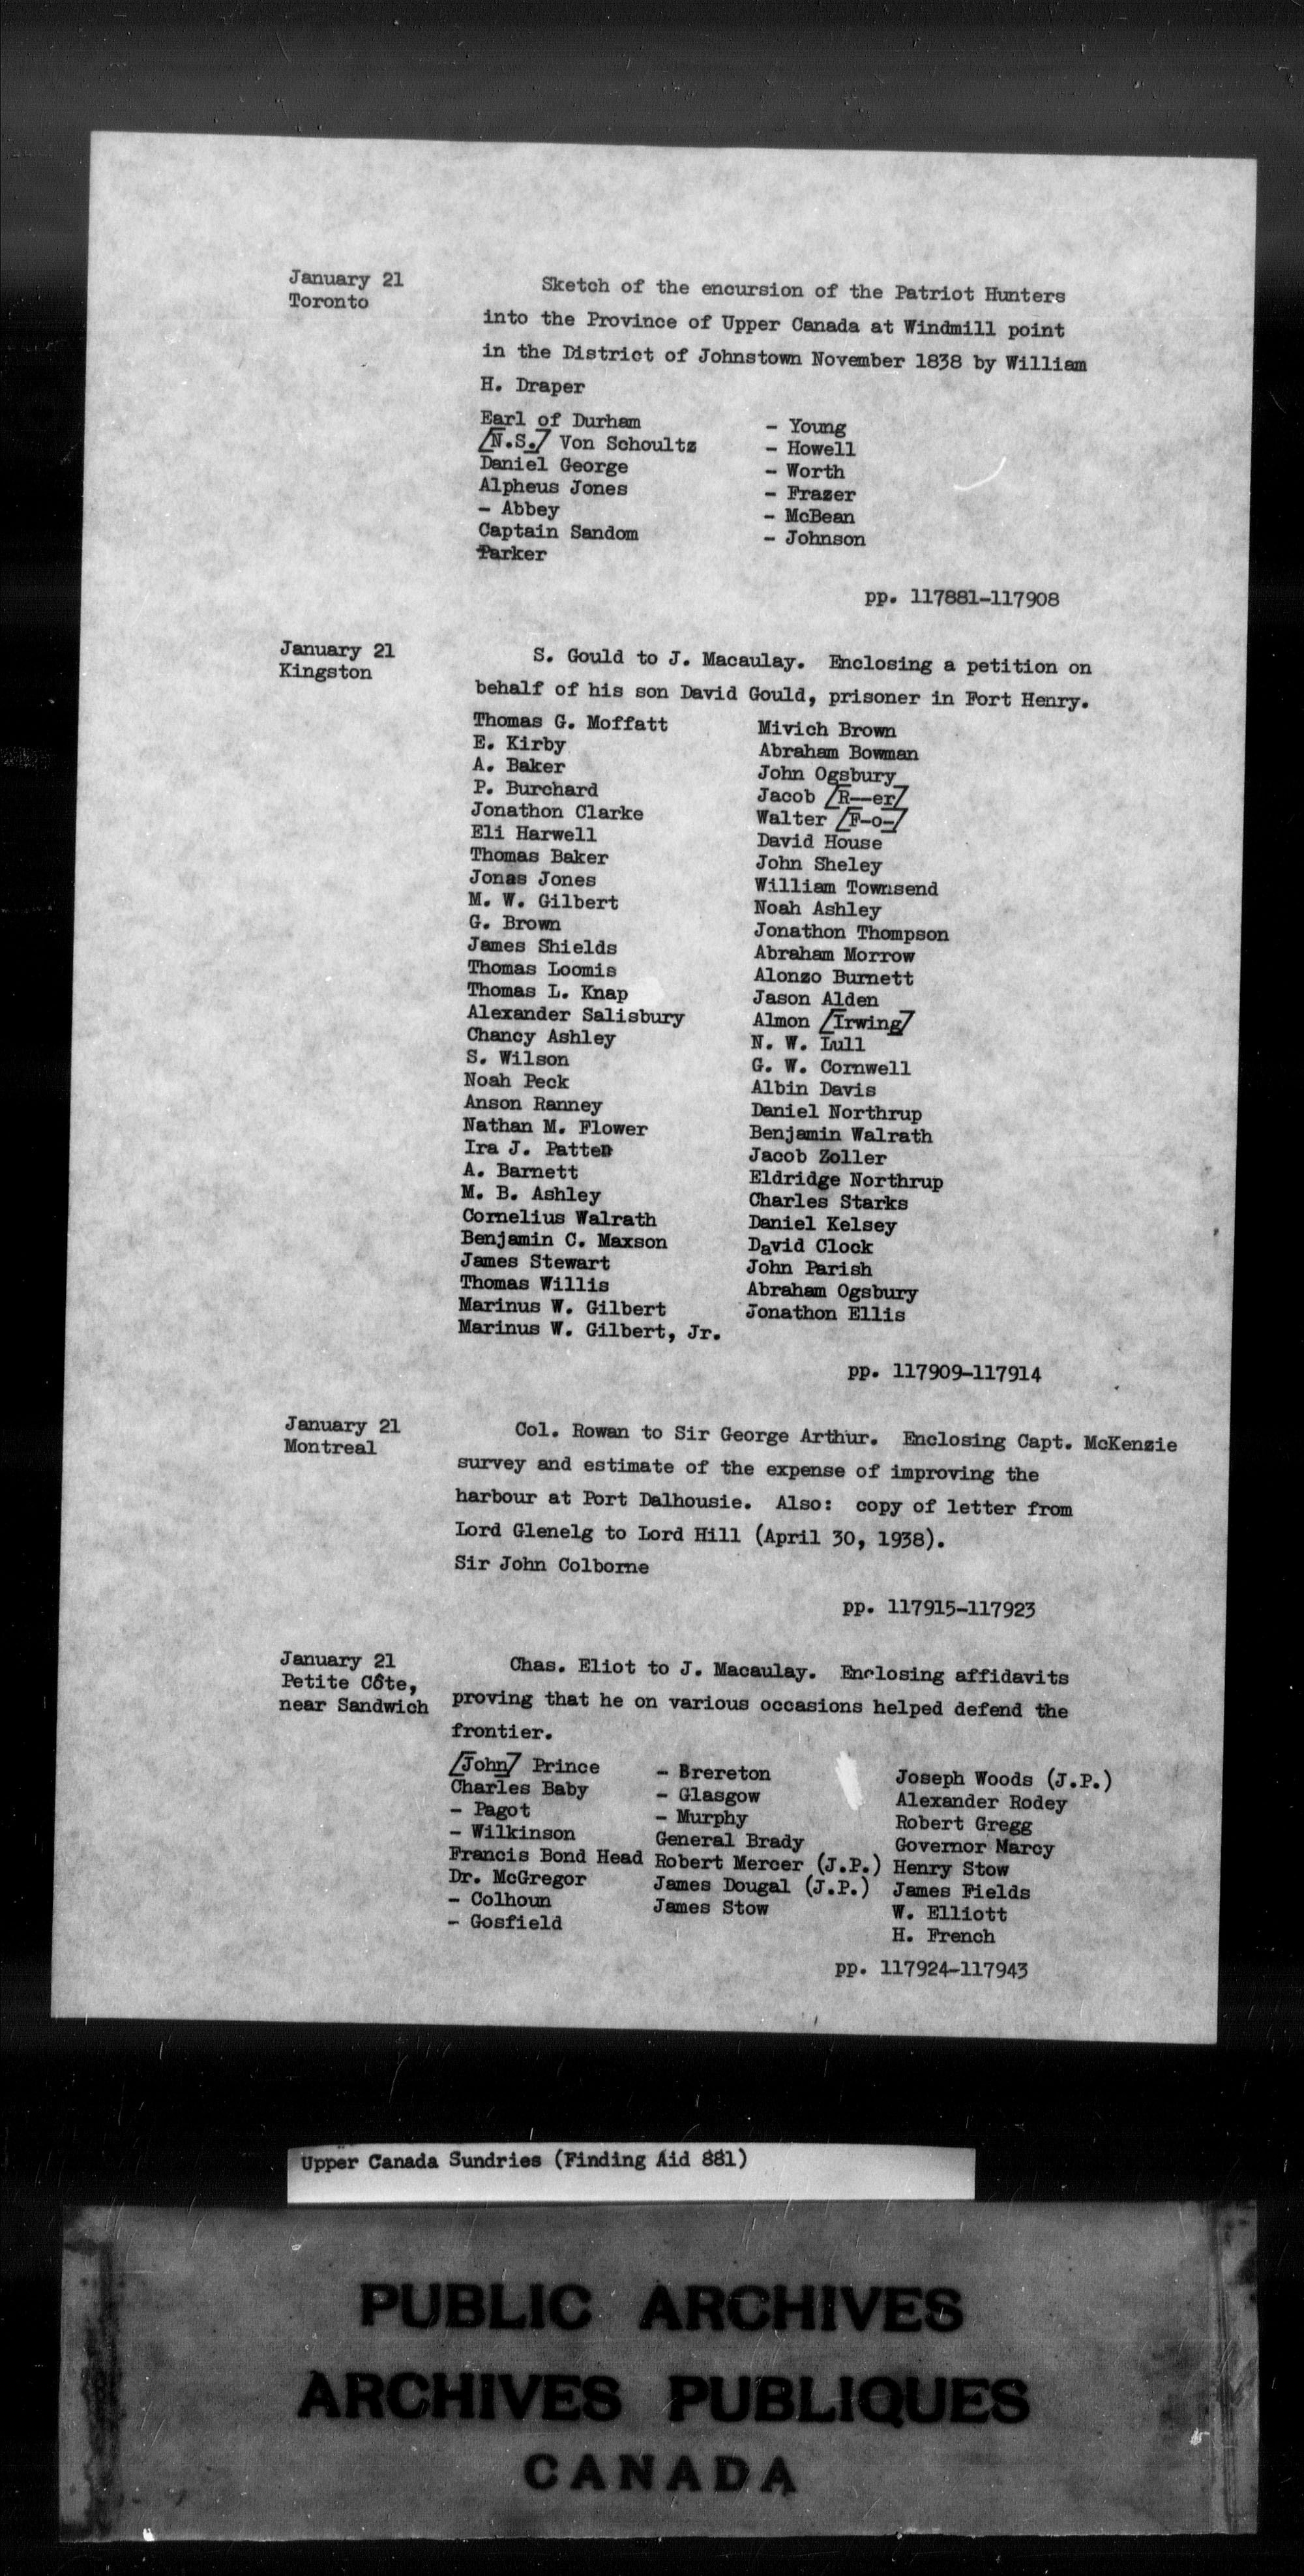 January 21
Toronto
Sketch of the encursion of the Patriot Hunters
into the Province of Upper Canada at Windmill point
in the District of Johnstown November 1838 by William
H. Draper
Earl of Durham
[N.S.] Von Schoultz
Daniel George
Alpheus Jones
- Abbey
Captain Sandom
Parker
- Young
- Howell
- Worth
- Frazer
- McBean
- Johnson
pp. 117881-117908
January 21
Kingston
S. Gould to J. Macaulay. Enclosing a petition on
behalf of his son David Gould, prisoner in Fort Henry.
Thomas G. Moffatt
E. Kirby
A. Baker
P. Burchard
Jonathon Clarke
Eli Harwell
Thomas Baker
Jonas Jones
M. W. Gilbert
G. Brown
James Shields
Thomas Loomis
Thomas L. Knap
Alexander Salisbury
Chancy Ashley
S. Wilson
Noah Peck
Anson Ranney
Nathan M. Flower
Ira J. Patten
A. Barnett
M. B. Ashley
Cornelius Walrath
Benjamin C. Maxson
James Stewart
Thomas Willis
Marinus W. Gilbert
Marinus W. Gilbert, Jr.
Mivich Brown
Abraham Bowman
John Ogsbury
Jacob [R--er]
Walter [F-o-]
David House
John Sheley
William Townsend
Noah Ashley
Jonathon Thompson
Abraham Morrow
Alonzo Burnett
Jason Alden
Almon [Irwing]
N. W. Lull
G. W. Cornwell
Albin Davis
Daniel Northrup
Benjamin Walrath
Jacob Zoller
Eldridge Northrup
Charles Starks
Daniel Kelsey
David Clock
John Parish
Abraham Ogsbury
Jonathon Ellis
pp. 117909-117914
January 21
Montreal
Col. Rowan to Sir George Arthur. Enclosing Capt. McKenzie
survey and estimate of the expense of improving the
harbour at Port Dalhousie. Also: copy of letter from
Lord Glenelg to Lord Hill (April 30, 1938).
Sir John Colborne
pp. 117915-117923
January 21
Petite Côte,
near Sandwich
Chas. Eliot to J. Macaulay. Enclosing affidavits
proving that he on various occasions helped defend the
frontier.
[John] Prince
Charles Baby
- Pagot
- Wilkinson
Francis Bond Head
Dr. McGregor
- Colhoun
- Gosfield
- Brereton
- Glasgow
- Murphy
General Brady
Robert Mercer (J.P.)
James Dougal (J.P.)
James Stow
Joseph Woods (J.P.)
Alexander Rodey
Robert Gregg
Governor Marcy
Henry Stow
James Fields
W. Elliott
H. French
pp. 117924-117943
Upper Canada Sundries (Finding Aid 881)
PUBLIC ARCHIVES
ARCHIVES PUBLIQUES
CANADA